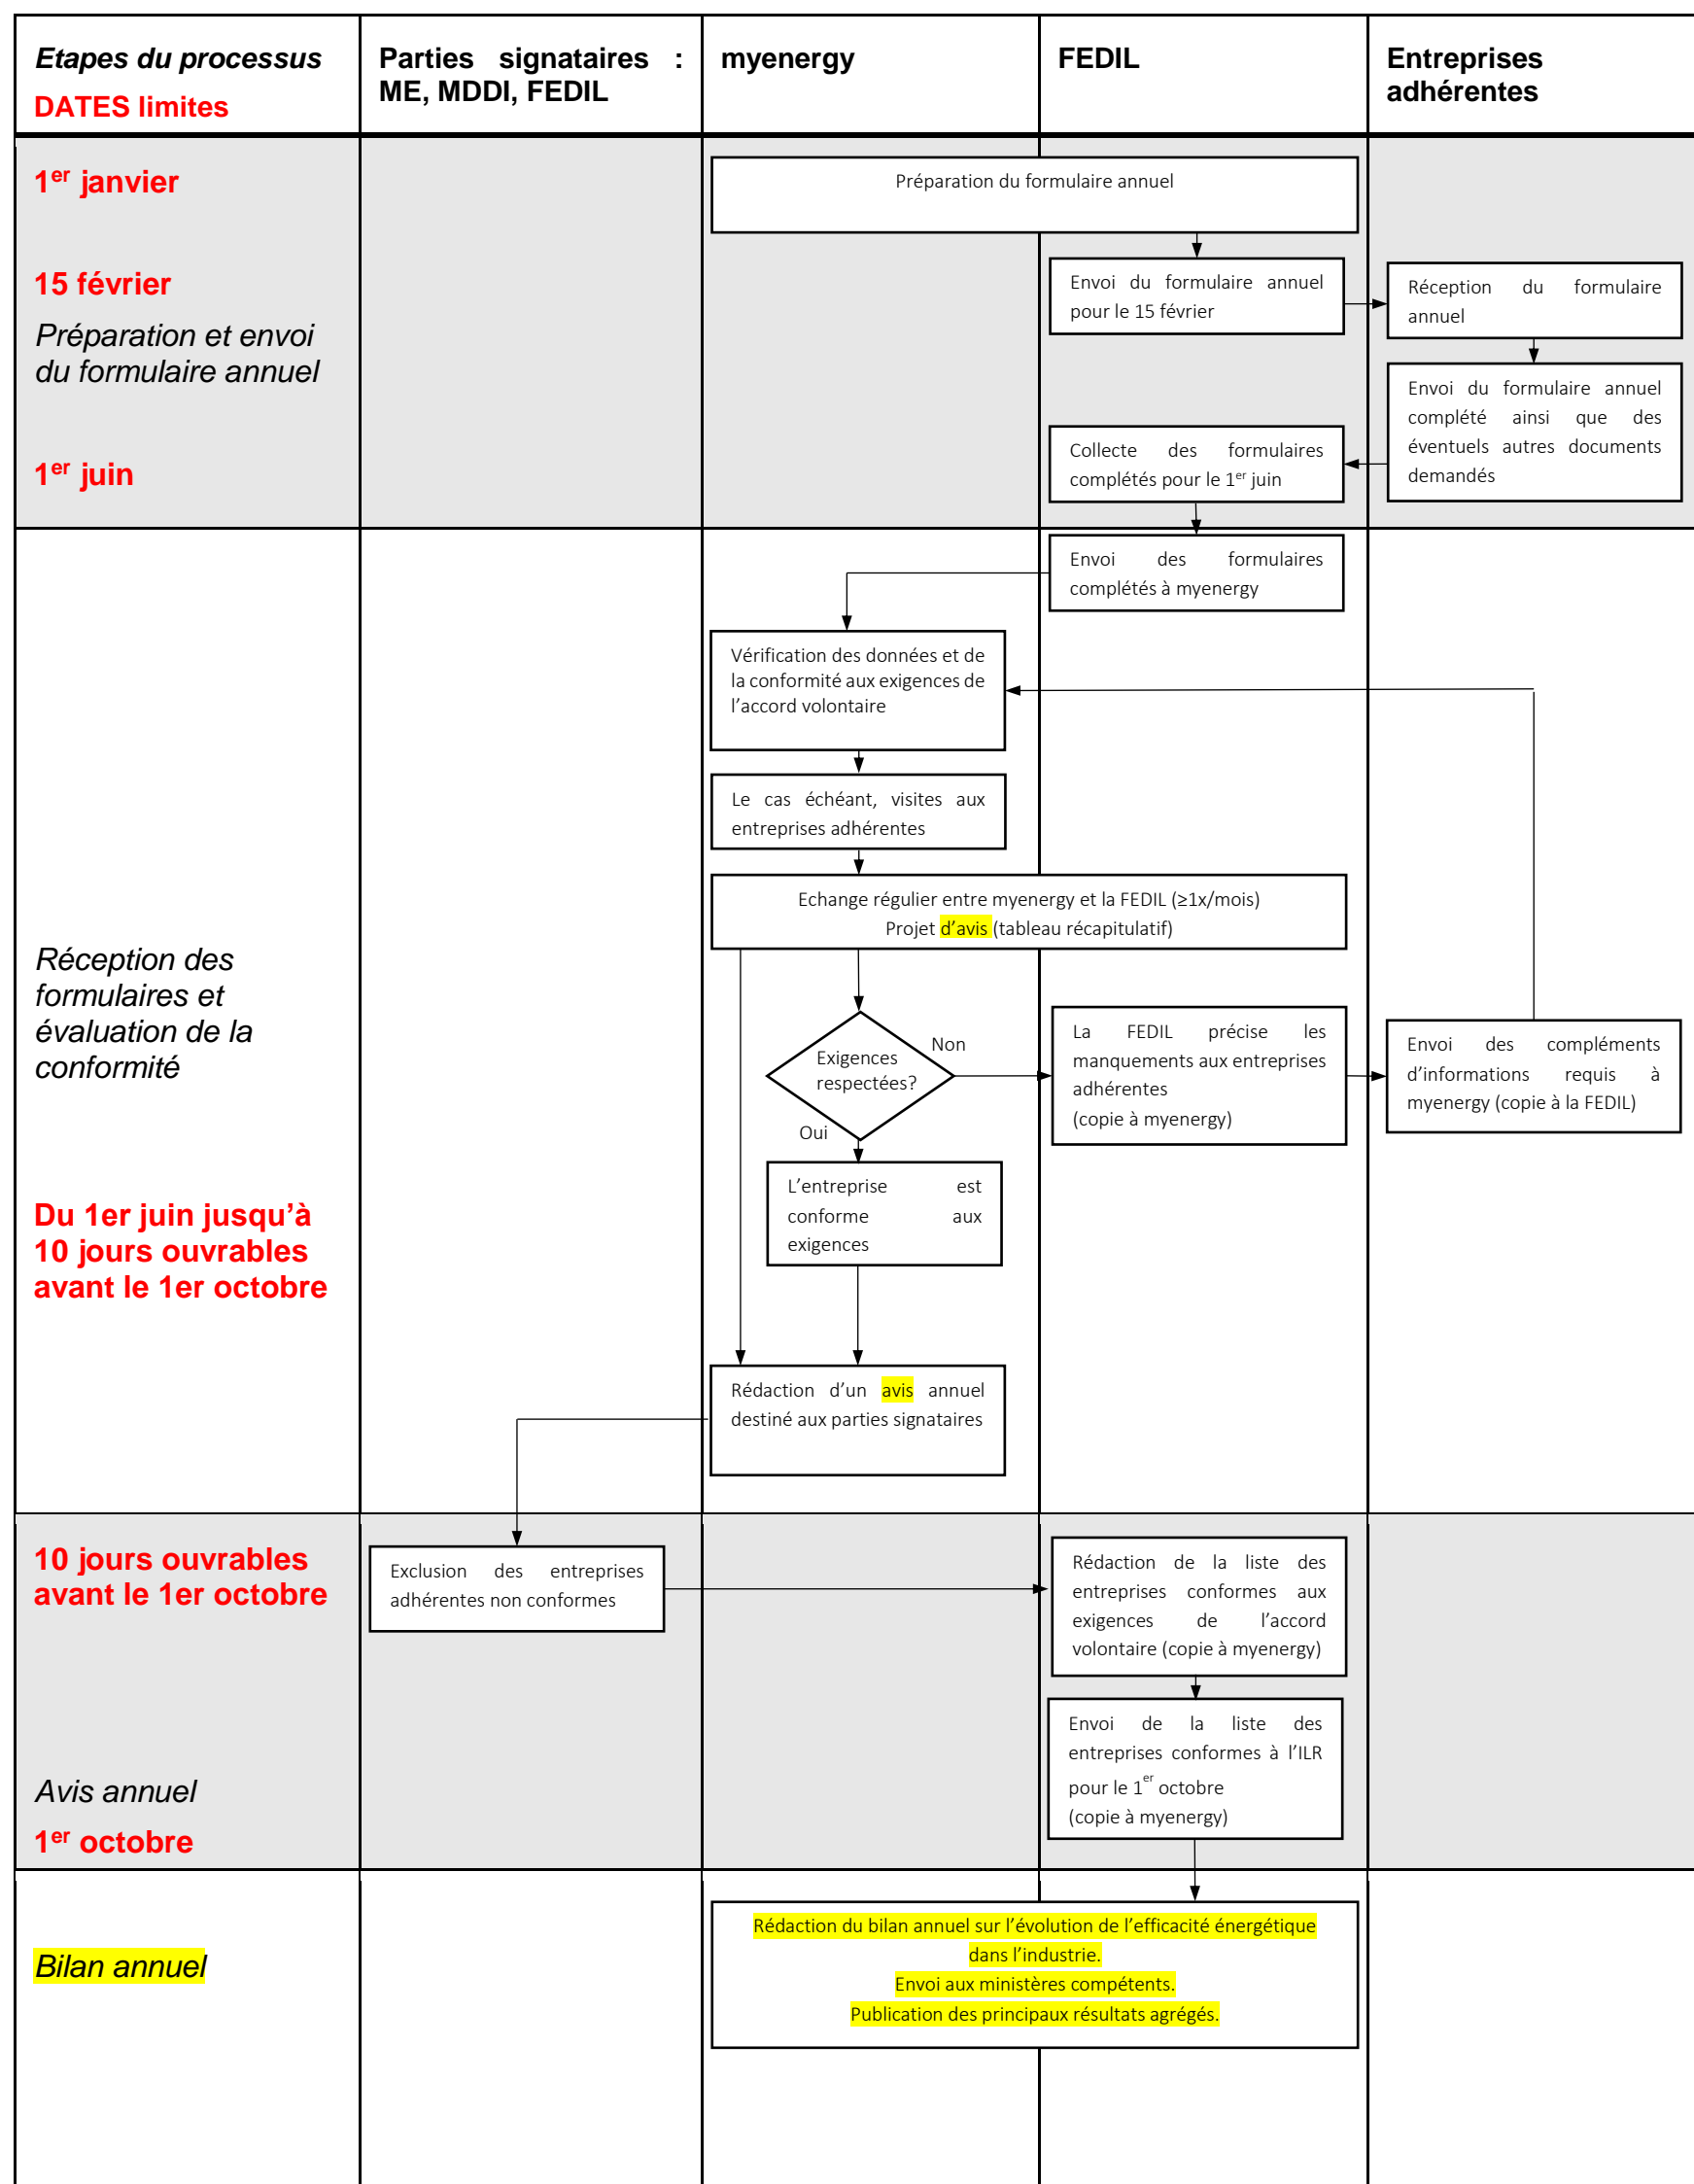 Etapes du processus
DATES limites
Parties signataires :
ME, MDDI, FEDIL
myenergy
FEDIL
Entreprises
adhérentes
1er janvier
Préparation du formulaire annuel
15 février
Préparation et envoi
du formulaire annuel
Envoi du formulaire annuel
pour le 15 février
Réception du formulaire
annuel
Envoi du formulaire annuel
complété ainsi que des
éventuels autres documents
demandés
1er juin
Collecte des formulaires
complétés pour le 1er juin
Envoi des formulaires
complétés à myenergy
Vérification des données et de
la conformité aux exigences de
l’accord volontaire
Le cas échéant, visites aux
entreprises adhérentes
Echange régulier entre myenergy et la FEDIL (≥1x/mois)
Projet d’avis (tableau récapitulatif)
Réception des
formulaires et
évaluation de la
conformité
Exigences
respectées?
Non
Oui
La FEDIL précise les
manquements aux entreprises
adhérentes
(copie à myenergy)
Envoi des compléments
d’informations requis à
myenergy (copie à la FEDIL)
L’entreprise est
conforme aux
exigences
Du 1er juin jusqu’à
10 jours ouvrables
avant le 1er octobre
Rédaction d’un avis annuel
destiné aux parties signataires
10 jours ouvrables
avant le 1er octobre
Exclusion des entreprises
adhérentes non conformes
Rédaction de la liste des
entreprises conformes aux
exigences de l’accord
volontaire (copie à myenergy)
Envoi de la liste des
entreprises conformes à l’ILR
pour le 1er octobre
(copie à myenergy)
Avis annuel
1er octobre
Bilan annuel
Rédaction du bilan annuel sur l’évolution de l’efficacité énergétique
dans l’industrie.
Envoi aux ministères compétents.
Publication des principaux résultats agrégés.